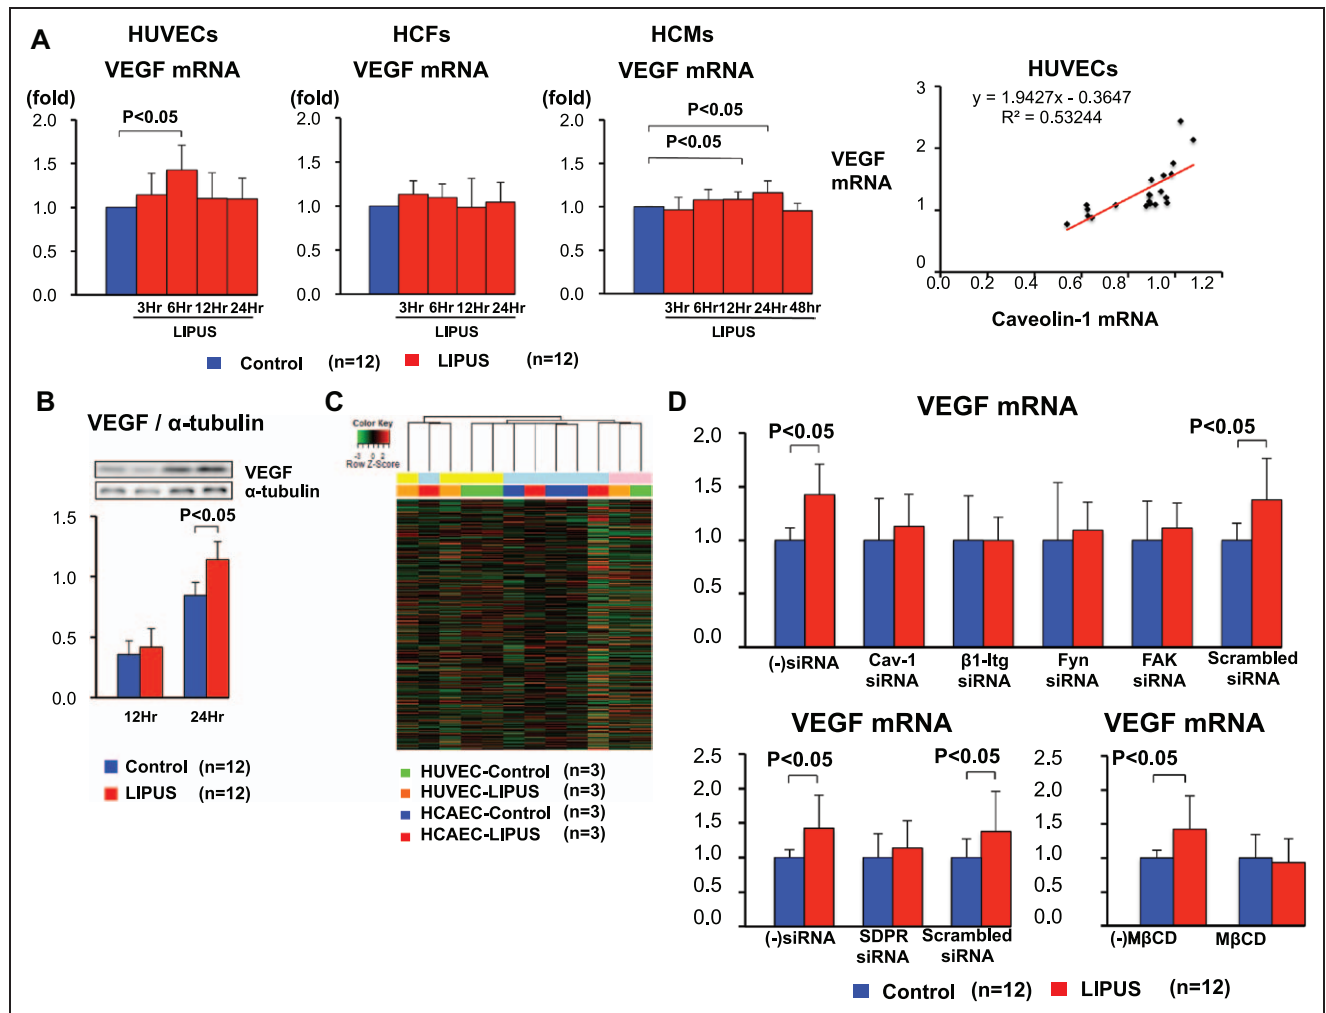 A
HUVECs
VEGF mRNA
(fold)
2.0
1.5
1.0
0.5
0.0
P<0.05
3Hr 6Hr 12Hr 24Hr
LIPUS
HCFs
VEGF mRNA
(fold)
2.0
1.5
1.0
0.5
0.0
3Hr 6Hr 12Hr 24Hr
LIPUS
HCMs
VEGF mRNA
(fold)
2.0
1.5
1.0
0.5
0.0
P<0.05
P<0.05
3Hr 6Hr 12Hr 24Hr 48hr
LIPUS
Control (n=12) LIPUS (n=12)
HUVECs
y = 1.9427x - 0.3647
R² = 0.53244
VEGF
mRNA
3
2
1
0
0.0 0.2 0.4 0.6 0.8 1.0 1.2
Caveolin-1 mRNA
B
VEGF / α-tubulin
VEGF
α-tubulin
1.5
1.0
0.5
0.0
P<0.05
12Hr 24Hr
Control (n=12)
LIPUS (n=12)
C
Color Key
-3 0 2
Row Z-Score
HUVEC-Control (n=3)
HUVEC-LIPUS (n=3)
HCAEC-Control (n=3)
HCAEC-LIPUS (n=3)
D
VEGF mRNA
2.0
1.5
1.0
0.5
0.0
P<0.05
P<0.05
(-)siRNA
Cav-1
siRNA
β1-Itg
siRNA
Fyn
siRNA
FAK
siRNA
Scrambled
siRNA
VEGF mRNA
2.5
2.0
1.5
1.0
0.5
0.0
P<0.05
P<0.05
(-)siRNA
SDPR
siRNA
Scrambled
siRNA
VEGF mRNA
2.5
2.0
1.5
1.0
0.5
0.0
P<0.05
(-)MβCD
MβCD
Control (n=12) LIPUS (n=12)